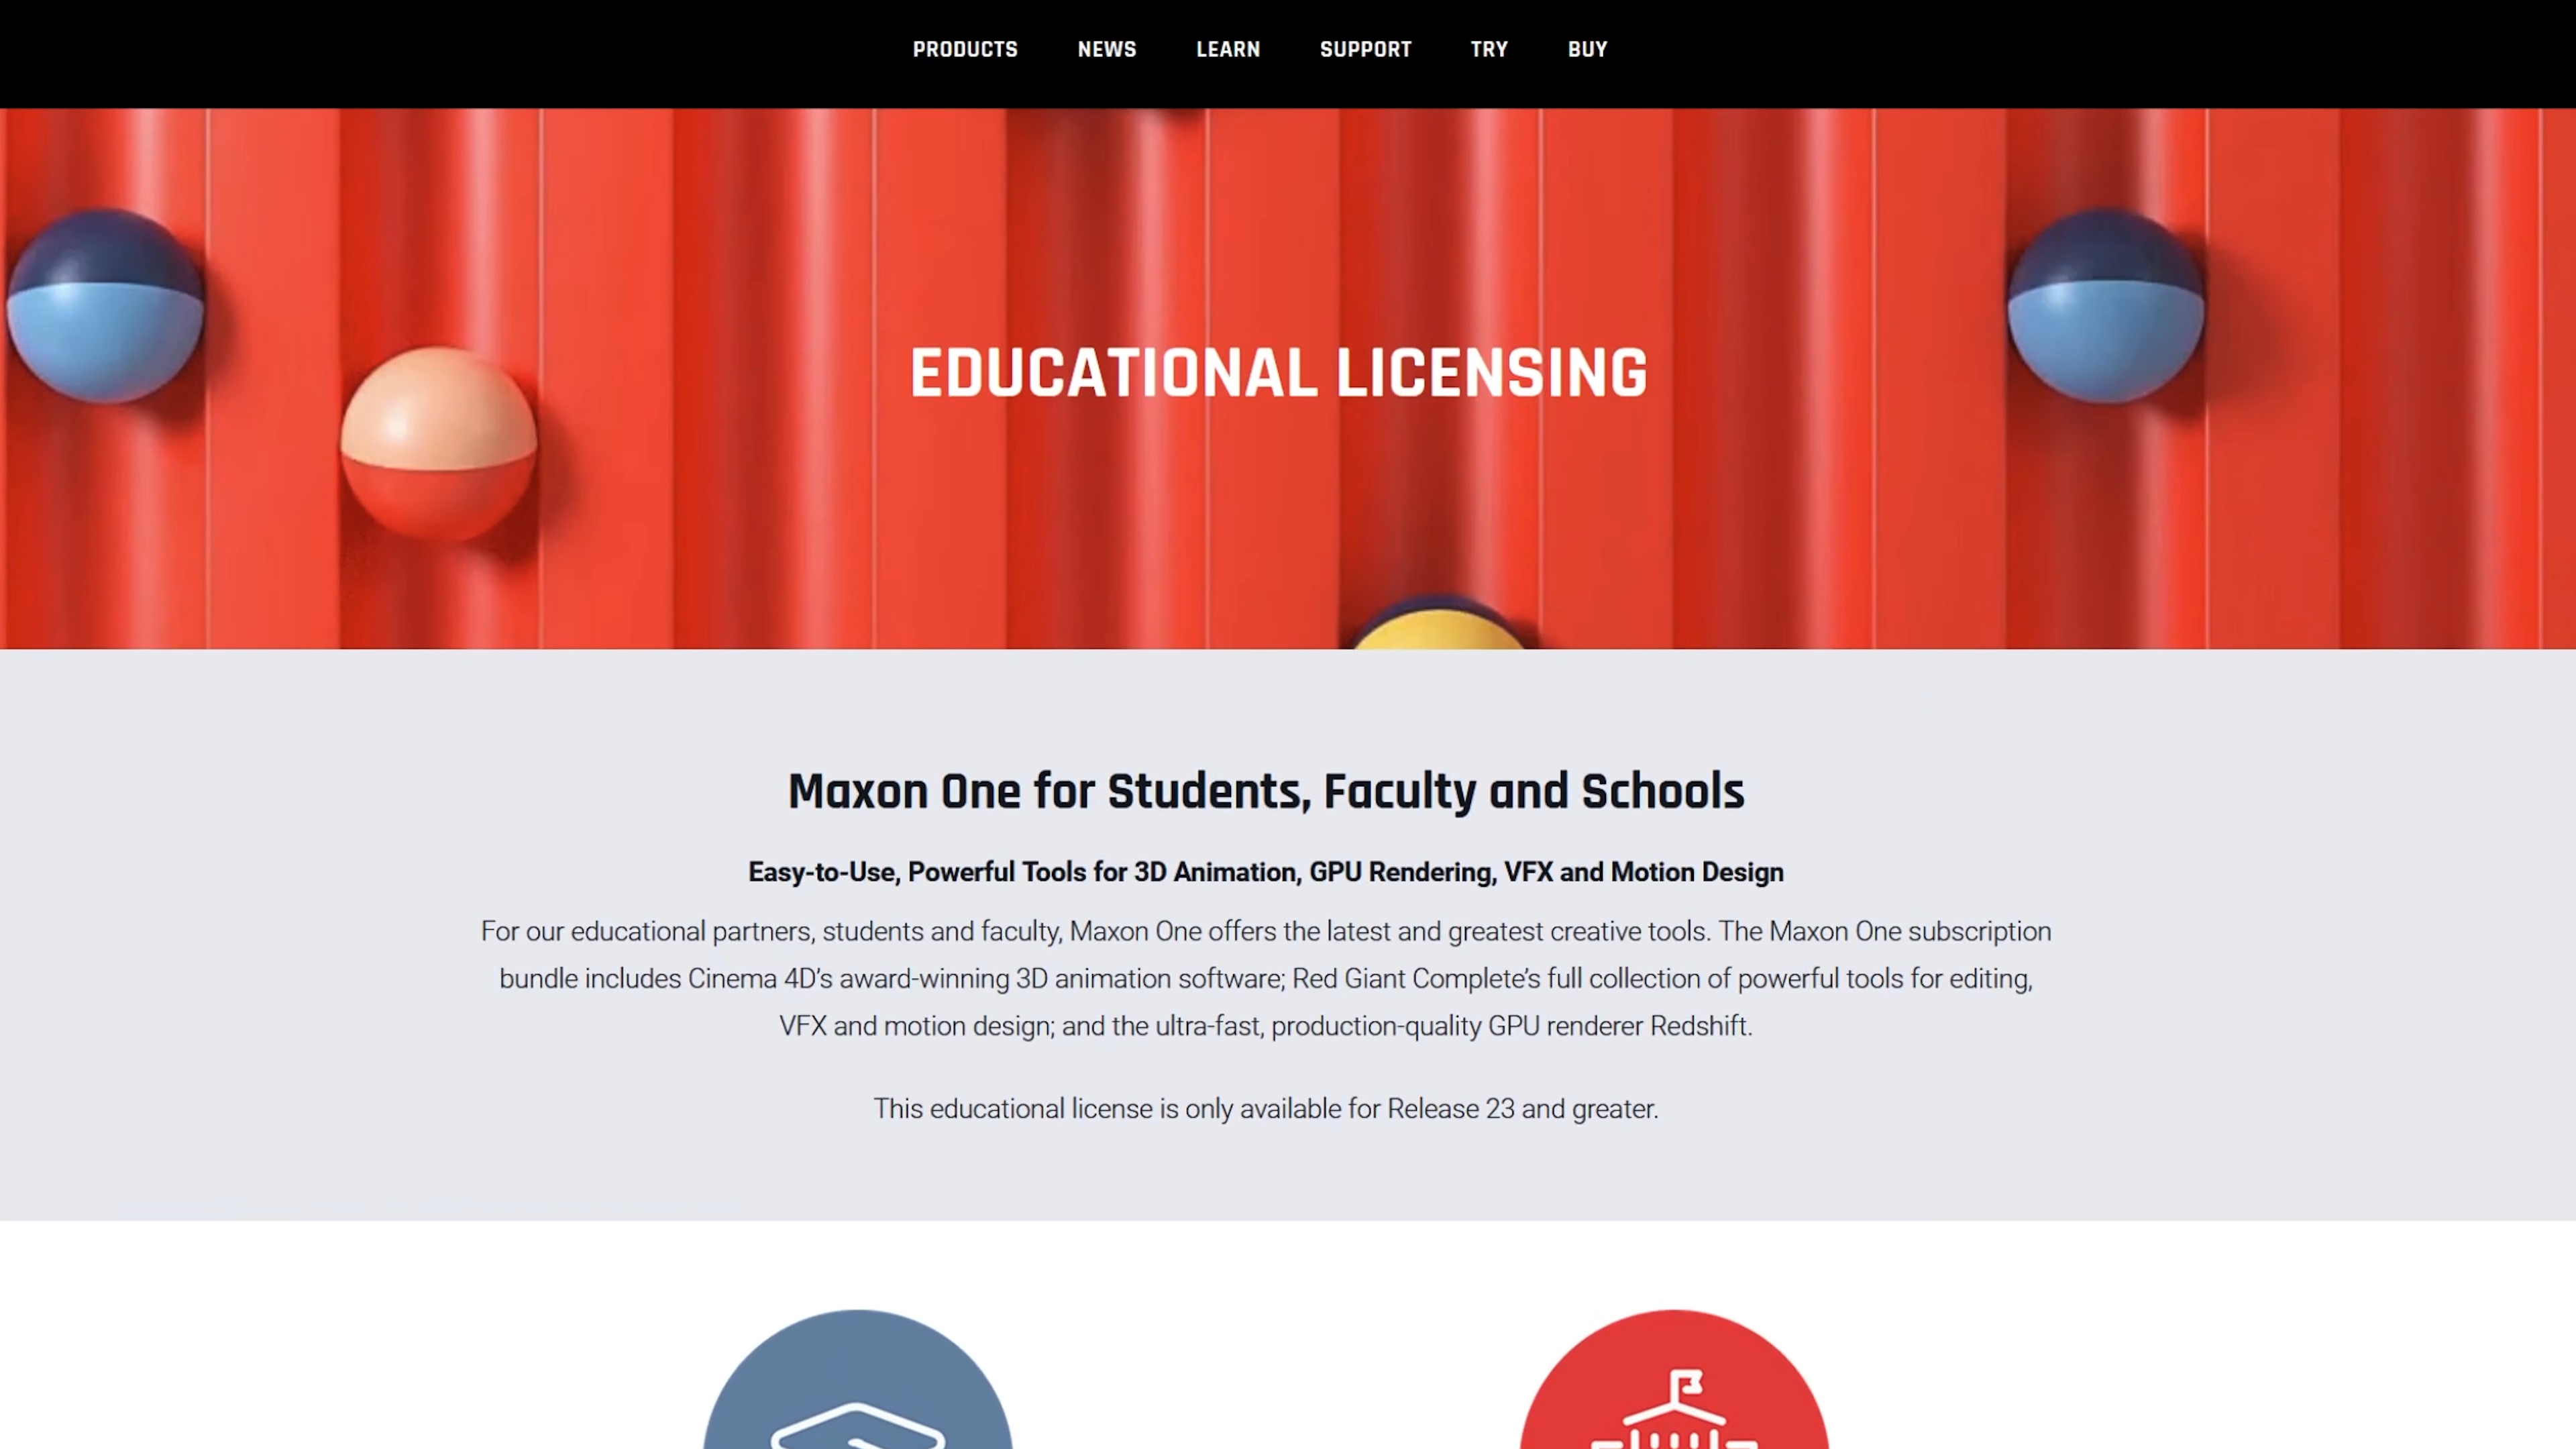 PRODUCTS NEWS LEARN SUPPORT TRY BUY
EDUCATIONAL LICENSING
Maxon One for Students, Faculty and Schools
Easy-to-Use, Powerful Tools for 3D Animation, GPU Rendering, VFX and Motion Design
For our educational partners, students and faculty, Maxon One offers the latest and greatest creative tools. The Maxon One subscription
bundle includes Cinema 4D’s award-winning 3D animation software; Red Giant Complete’s full collection of powerful tools for editing,
VFX and motion design; and the ultra-fast, production-quality GPU renderer Redshift.
This educational license is only available for Release 23 and greater.